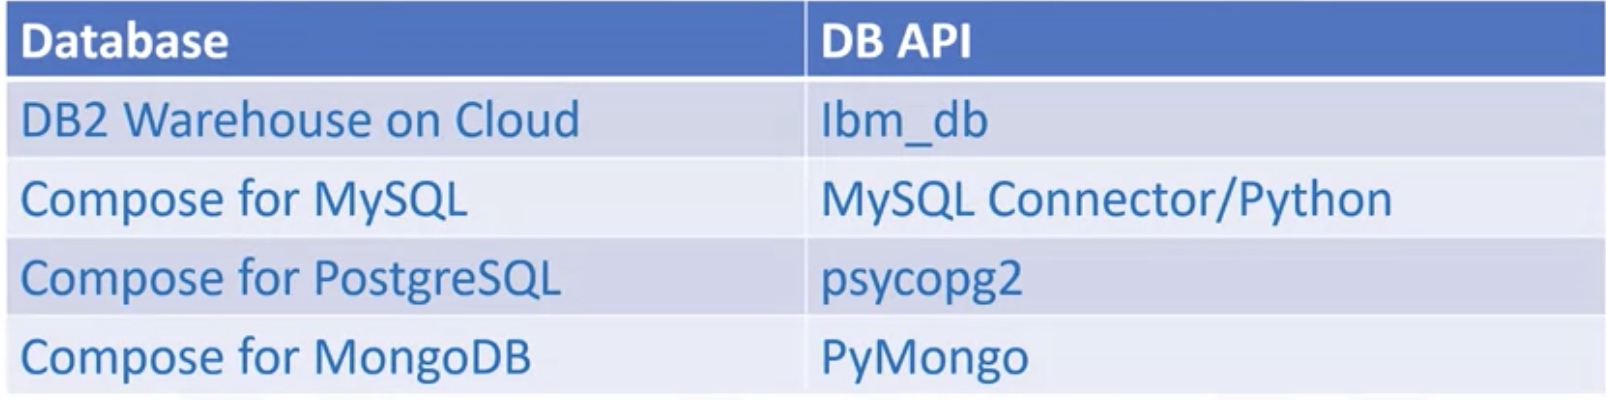 Database DB API
DB2 Warehouse on Cloud Ibm_db
Compose for MySQL MySQL Connector/Python
Compose for PostgreSQL psycopg2
Compose for MongoDB PyMongo